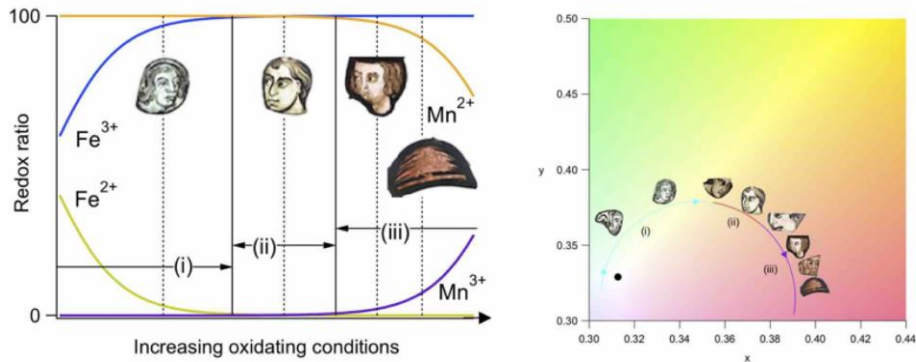 100
Fe3+
Fe2+
Mn2+
Mn3+
(i)
(ii)
(iii)
0
Redox ratio
Increasing oxidating conditions
0.50
0.45
0.40
0.35
0.30
y
(i)
(ii)
(iii)
0.30 0.32 0.34 0.36 0.38 0.40 0.42 0.44
x